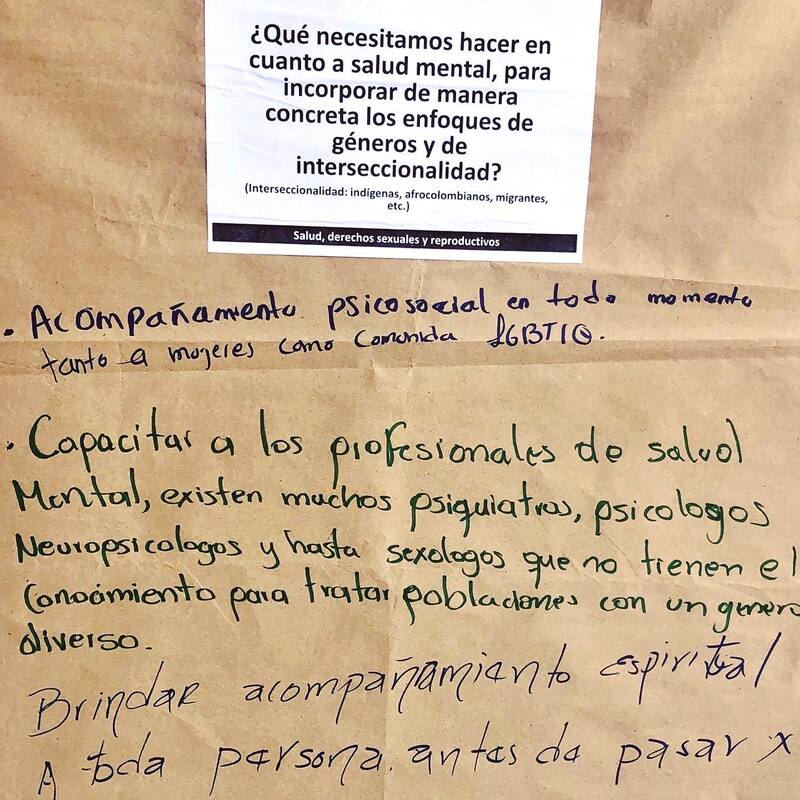 ¿Qué necesitamos hacer en
cuanto a salud mental, para
incorporar de manera
concreta los enfoques de
géneros y de
interseccionalidad?
(Interseccionalidad: indígenas, afrocolombianos, migrantes,
etc.)
Salud, derechos sexuales y reproductivos
. Acompañamento psicosocial en todo momento
tanto a mujeres como comunida LGBTIQ.
. Capacitar a los profesionales de salud
Mental, existen muchos psiquiatras, psicologos
Neuropsicologos y hasta sexologos que no tienen el
Conocimiento para tratar poblaciones con un genero
diverso.
Brindar acompañamiento espiritual
A toda persona. antes de pasar x